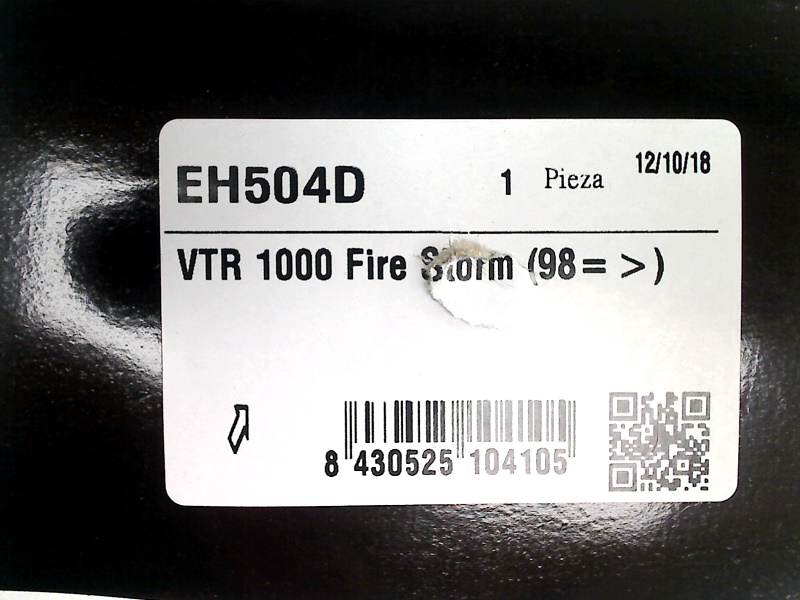 EH504D 1 Pieza 12/10/18
VTR 1000 Fire Storm (98= >)
8 430525 104105